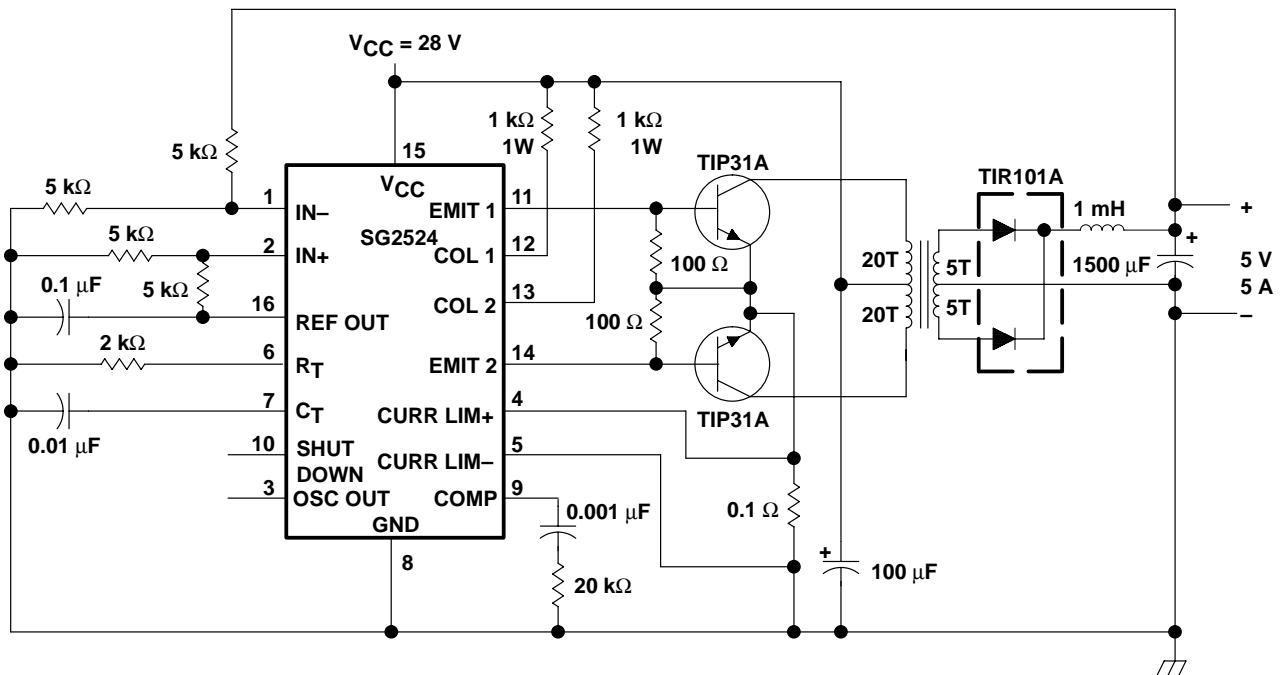 VCC = 28 V
1 kΩ
1W
1 kΩ
1W
5 kΩ
15
TIP31A
TIR101A
5 kΩ
VCC
1
IN–
EMIT 1
11
1 mH
+
SG2524
5 kΩ
2
IN+
COL 1
12
20T
5T
+
5 V
5 A
1500 µF
100 Ω
0.1 µF
5 kΩ
16
REF OUT
COL 2
13
20T
5T
100 Ω
–
2 kΩ
6
RT
EMIT 2
14
7
CT
CURR LIM+
4
TIP31A
0.01 µF
10
SHUT
DOWN
CURR LIM–
5
3
OSC OUT
COMP
9
0.001 µF
0.1 Ω
GND
8
20 kΩ
+
100 µF